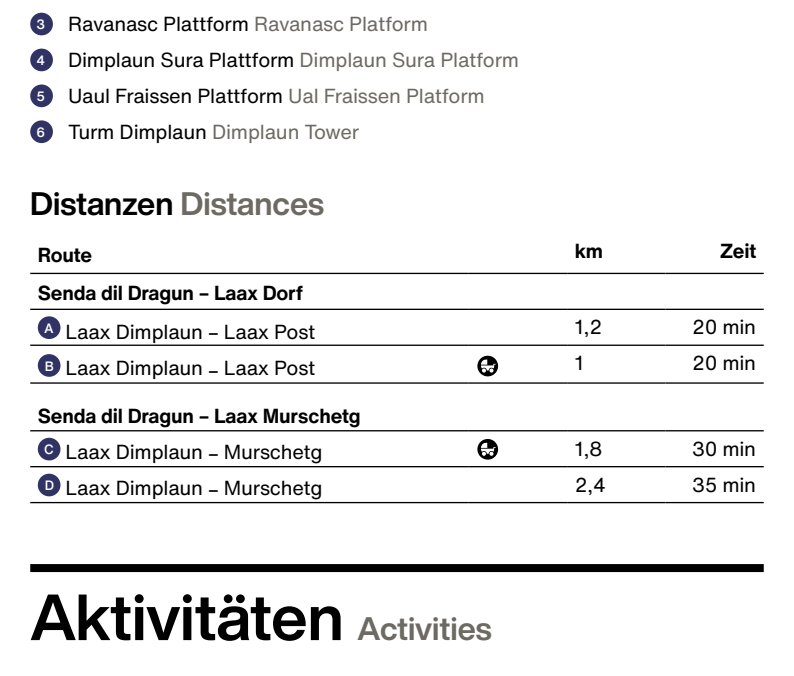 3 Ravanasc Plattform Ravanasc Platform
4 Dimplaun Sura Plattform Dimplaun Sura Platform
5 Uaul Fraissen Plattform Ual Fraissen Platform
6 Turm Dimplaun Dimplaun Tower
Distanzen Distances
Route km Zeit
Senda dil Dragun – Laax Dorf
A Laax Dimplaun – Laax Post 1,2 20 min
B Laax Dimplaun – Laax Post 1 20 min
Senda dil Dragun – Laax Murschetg
C Laax Dimplaun – Murschetg 1,8 30 min
D Laax Dimplaun – Murschetg 2,4 35 min
Aktivitäten Activities